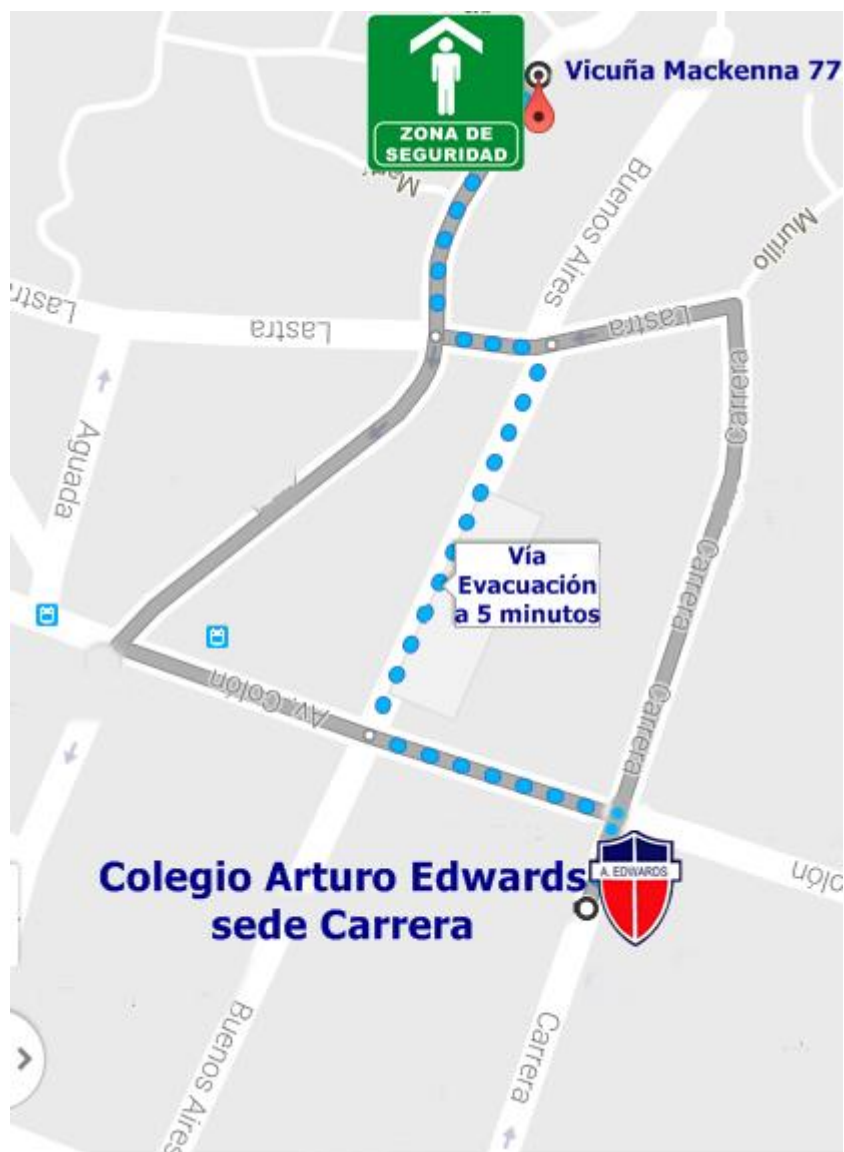 Vicuña Mackenna 77
ZONA DE
SEGURIDAD
Buenos Aires
Murillo
Lastra
Lastra
Lastra
Carrera
Aguada
Carrera
Vía
Evacuación
a 5 minutos
Carrera
Av. Colón
A. EDWARDS
Colegio Arturo Edwards
sede Carrera
Colón
Buenos Aires
Carrera